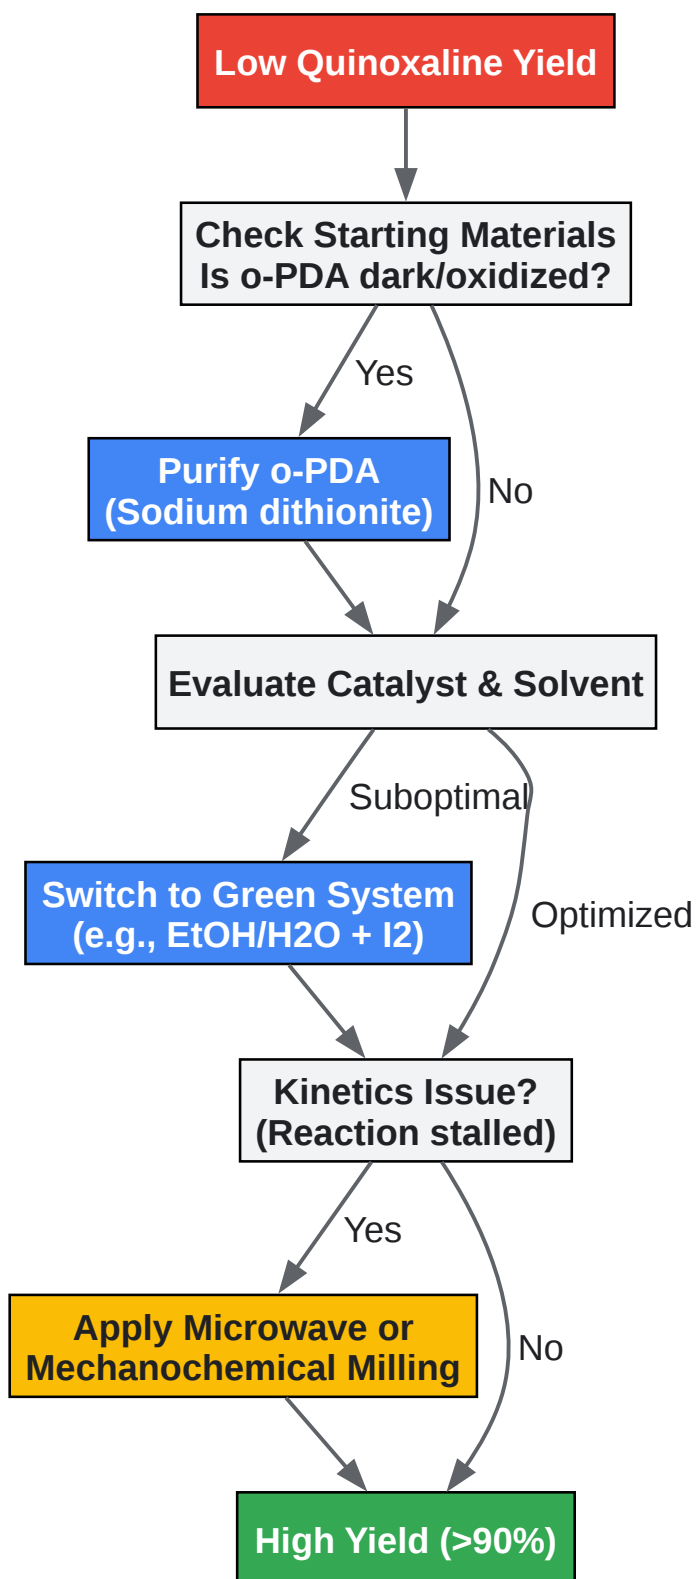 Low Quinoxaline Yield
Check Starting Materials
Is o-PDA dark/oxidized?
Yes
Purify o-PDA
(Sodium dithionite)
No
Evaluate Catalyst & Solvent
Suboptimal
Switch to Green System
(e.g., EtOH/H2O + I2)
Optimized
Kinetics Issue?
(Reaction stalled)
Yes
Apply Microwave or
Mechanochemical Milling
No
High Yield (>90%)